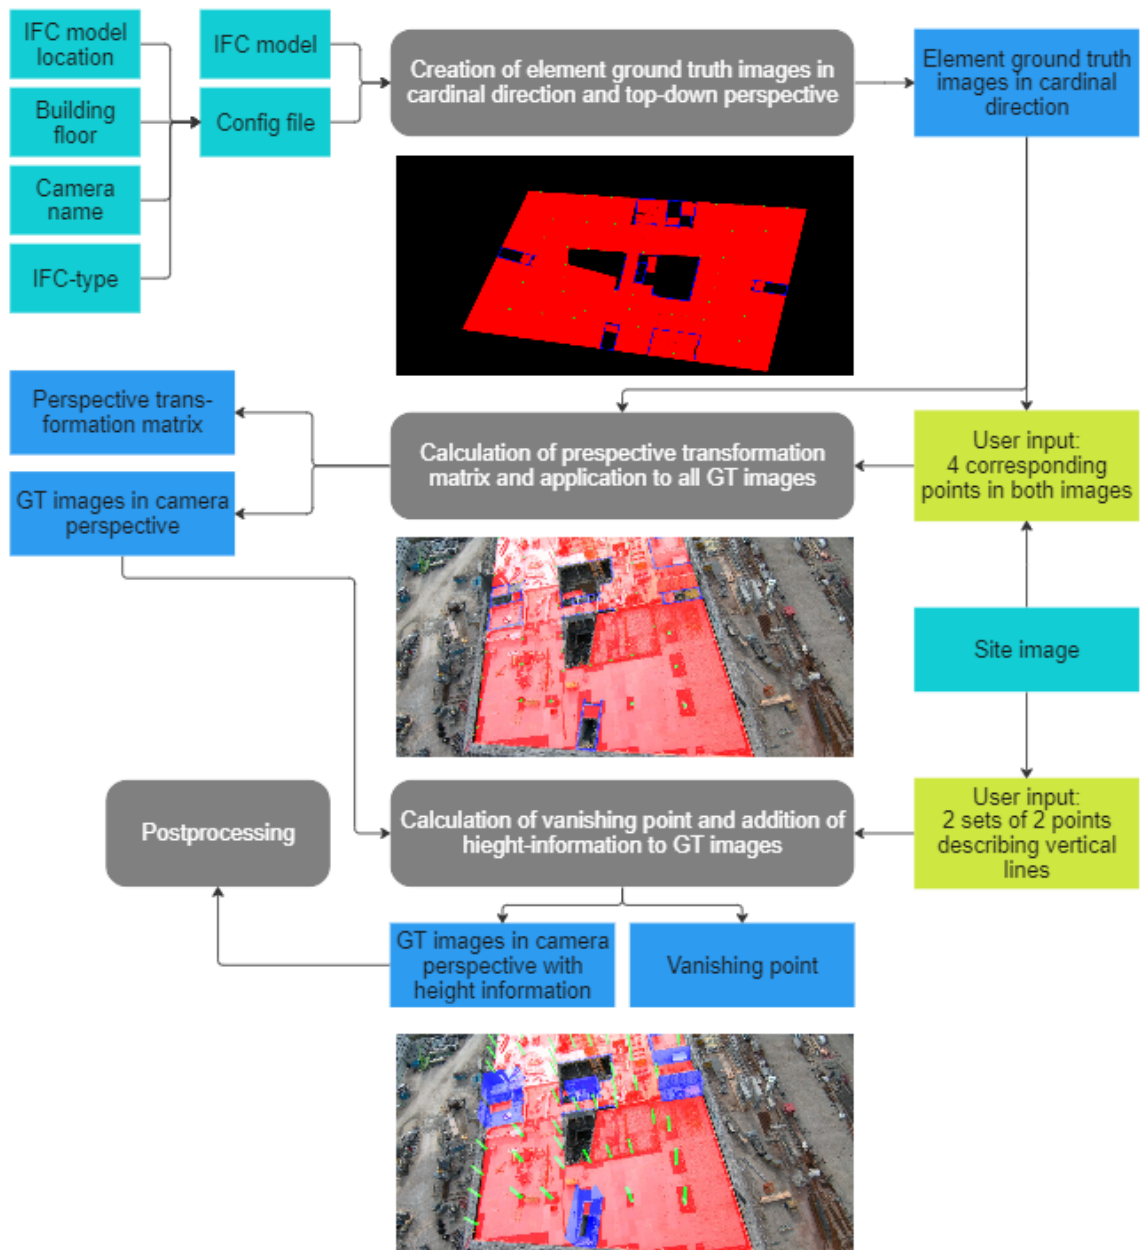 IFC model
location
Building
floor
Camera
name
IFC-type
IFC model
Config file
Creation of element ground truth images in
cardinal direction and top-down perspective
Element ground truth
images in cardinal
direction
Perspective trans-
formation matrix
GT images in camera
perspective
Calculation of prespective transformation
matrix and application to all GT images
User input:
4 corresponding
points in both images
Site image
Postprocessing
Calculation of vanishing point and addition of
hieght-information to GT images
User input:
2 sets of 2 points
describing vertical
lines
GT images in camera
perspective with
height information
Vanishing point